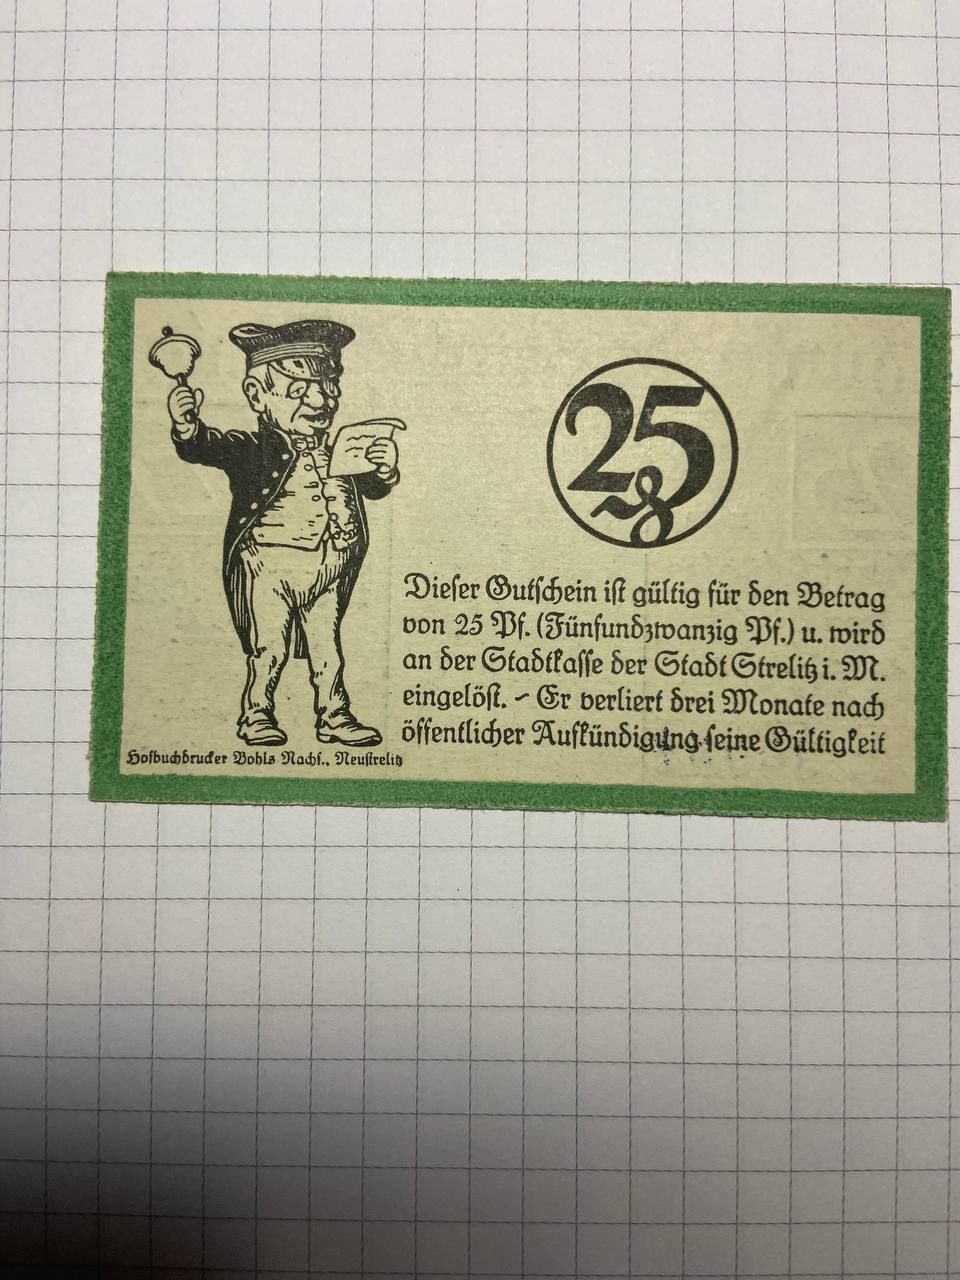 25
₰
Dieser Gutschein ist gültig für den Betrag
von 25 Pf. (Fünfundzwanzig Pf.) u. wird
an der Stadtkasse der Stadt Strelitz i. M.
eingelöst. ~ Er verliert drei Monate nach
öffentlicher Aufkündigung seine Gültigkeit
Hofbuchdrucker Bohls Nachf., Neustrelitz